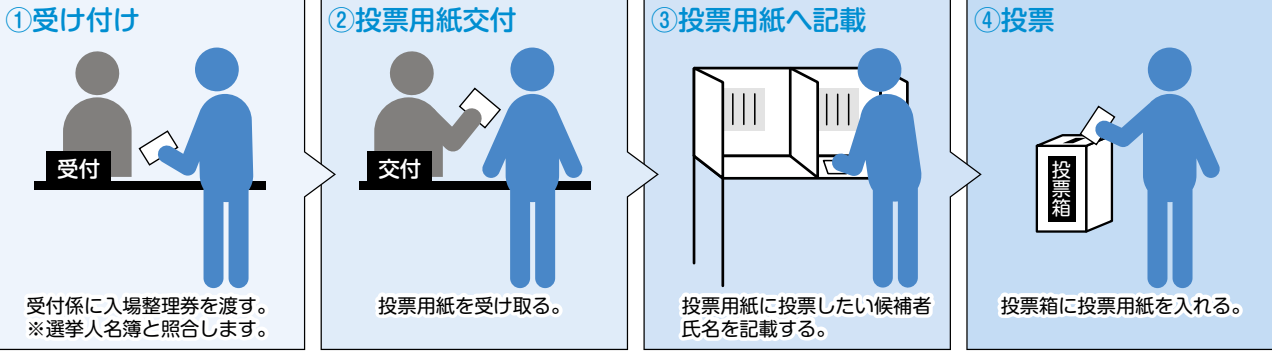 ①受け付け
受付
受付係に入場整理券を渡す。
※選挙人名簿と照合します。
②投票用紙交付
交付
投票用紙を受け取る。
③投票用紙へ記載
投票用紙に投票したい候補者
氏名を記載する。
④投票
投票箱
投票箱に投票用紙を入れる。